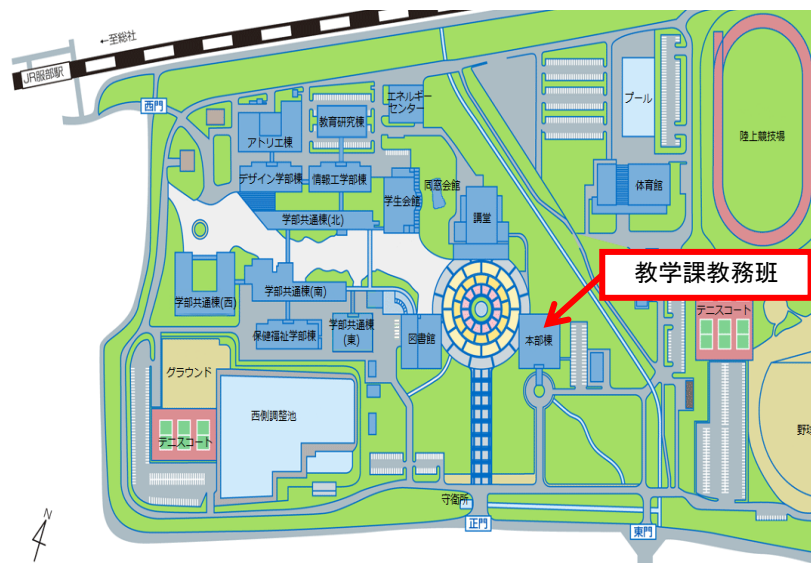 ←至総社
JR服部駅
西門
エネルギー
センター
プール
教育研究棟
アトリエ棟
陸上競技場
デザイン学部棟
情報工学部棟
同窓会館
体育館
学生会館
学部共通棟(北)
講堂
教学課教務班
学部共通棟(西)
学部共通棟(南)
テニスコート
学部共通棟
(東)
保健福祉学部棟
図書館
本部棟
グラウンド
西側調整池
テニスコート
野球
守衛所
正門
東門
N